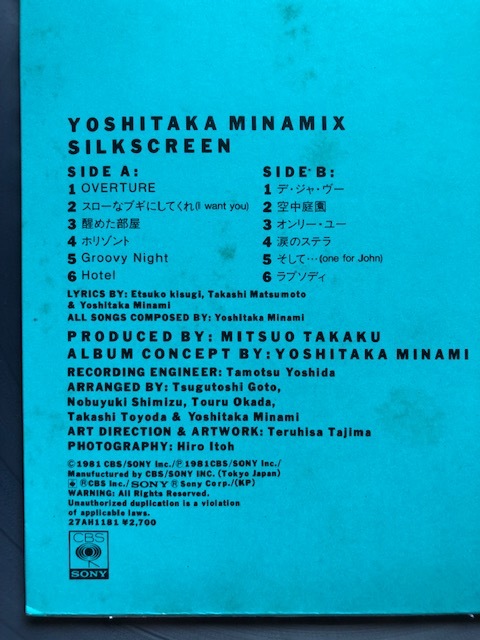 YOSHITAKA MINAMIX
SILKSCREEN
SIDE A:
1 OVERTURE
2 スローなブギにしてくれ(I want you)
3 醒めた部屋
4 ホリゾント
5 Groovy Night
6 Hotel
SIDE B:
1 デ・ジャ・ヴー
2 空中庭園
3 オンリー・ユー
4 涙のステラ
5 そして…(one for John)
6 ラプソディ
LYRICS BY: Etsuko kisugi, Takashi Matsumoto
& Yoshitaka Minami
ALL SONGS COMPOSED BY: Yoshitaka Minami
PRODUCED BY: MITSUO TAKAKU
ALBUM CONCEPT BY: YOSHITAKA MINAMI
RECORDING ENGINEER: Tamotsu Yoshida
ARRANGED BY: Tsugutoshi Goto,
Nobuyuki Shimizu, Touru Okada,
Takashi Toyoda & Yoshitaka Minami
ART DIRECTION & ARTWORK: Teruhisa Tajima
PHOTOGRAPHY: Hiro Itoh
©1981 CBS/SONY Inc./Ⓟ1981CBS/SONY Inc./
Manufuctured by CBS/SONY INC. (Tokyo Japan)
®CBS Inc./SONY® Sony Corp./(KP)
WARNING: All Rights Reserved.
Unauthorized duplication is a violation
of applicable laws.
27AH1181 ¥2,700
CBS
SONY